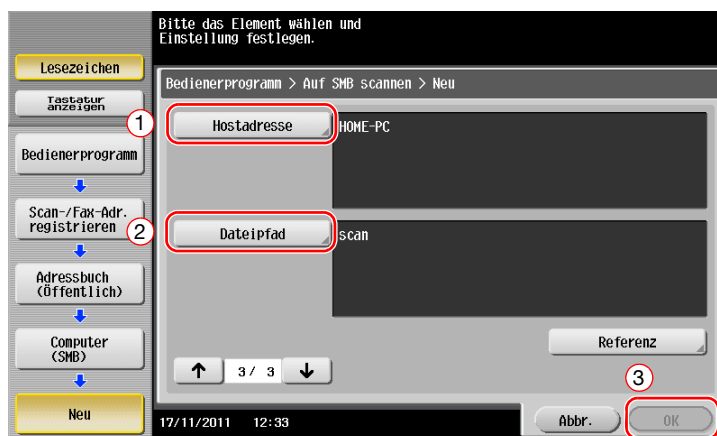 Bitte das Element wählen und
Einstellung festlegen.
Lesezeichen
Tastatur
anzeigen
Bedienerprogramm > Auf SMB scannen > Neu
1
Hostadresse
HOME-PC
Bedienerprogramm
Scan-/Fax-Adr.
registrieren
2
Dateipfad
scan
Adressbuch
(Öffentlich)
Computer
(SMB)
Referenz
3/ 3
3
Neu
17/11/2011 12:33
Abbr.
OK